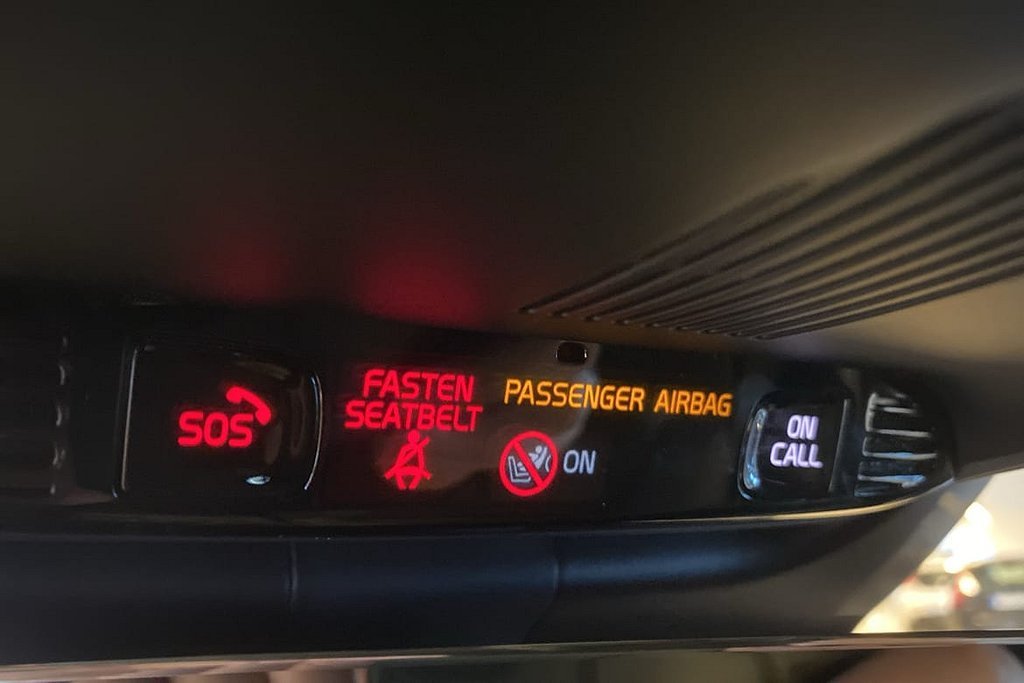 SOS
FASTEN
SEATBELT
PASSENGER AIRBAG
ON
ON
CALL